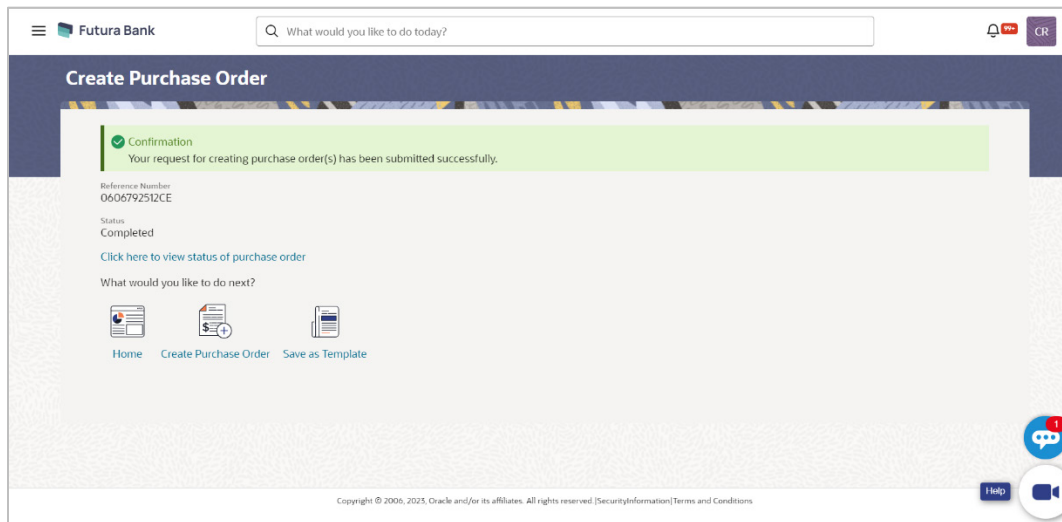 Futura Bank
What would you like to do today?
99+
CR
Create Purchase Order
Confirmation
Your request for creating purchase order(s) has been submitted successfully.
Reference Number
0606792512CE
Status
Completed
Click here to view status of purchase order
What would you like to do next?
$
Home Create Purchase Order Save as Template
1
Help
Copyright © 2006, 2023, Oracle and/or its affiliates. All rights reserved.|SecurityInformation|Terms and Conditions